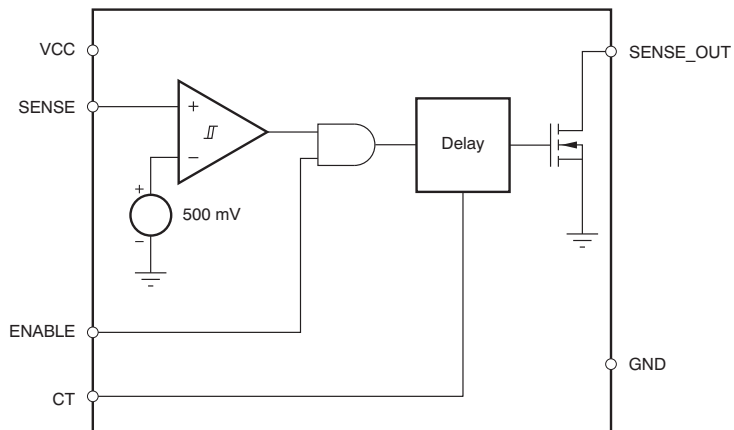 VCC
SENSE_OUT
SENSE
+
−
Delay
+
500 mV
−
ENABLE
GND
CT